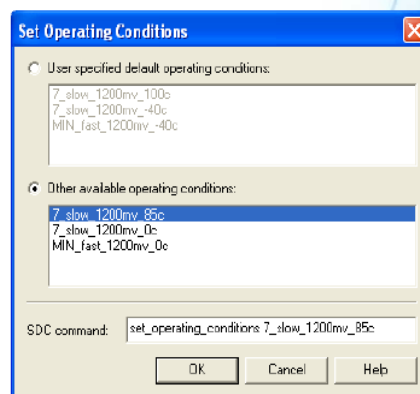 Set Operating Conditions
User specified default operating conditions:
7_slow_1200mv_100c
7_slow_1200mv_-40c
MIN_fast_1200mv_-40c
Other available operating conditions:
7_slow_1200mv_85c
7_slow_1200mv_0c
MIN_fast_1200mv_0c
SDC command: set_operating_conditions 7_slow_1200mv_85c
OK Cancel Help